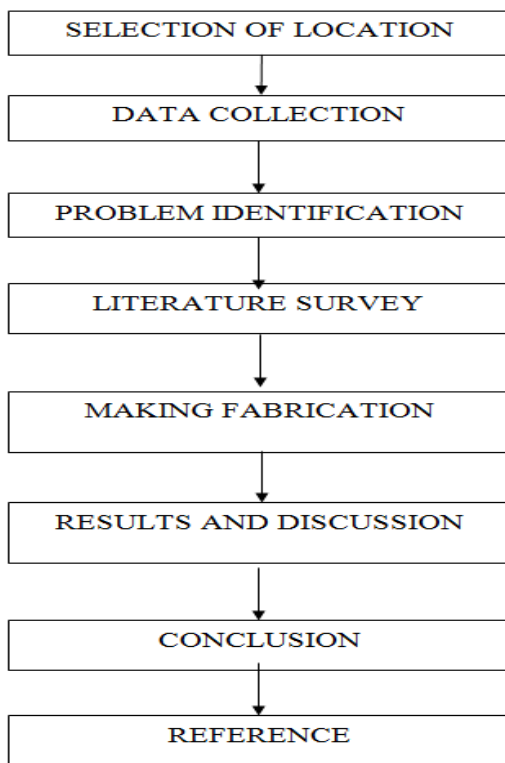 SELECTION OF LOCATION
DATA COLLECTION
PROBLEM IDENTIFICATION
LITERATURE SURVEY
MAKING FABRICATION
RESULTS AND DISCUSSION
CONCLUSION
REFERENCE